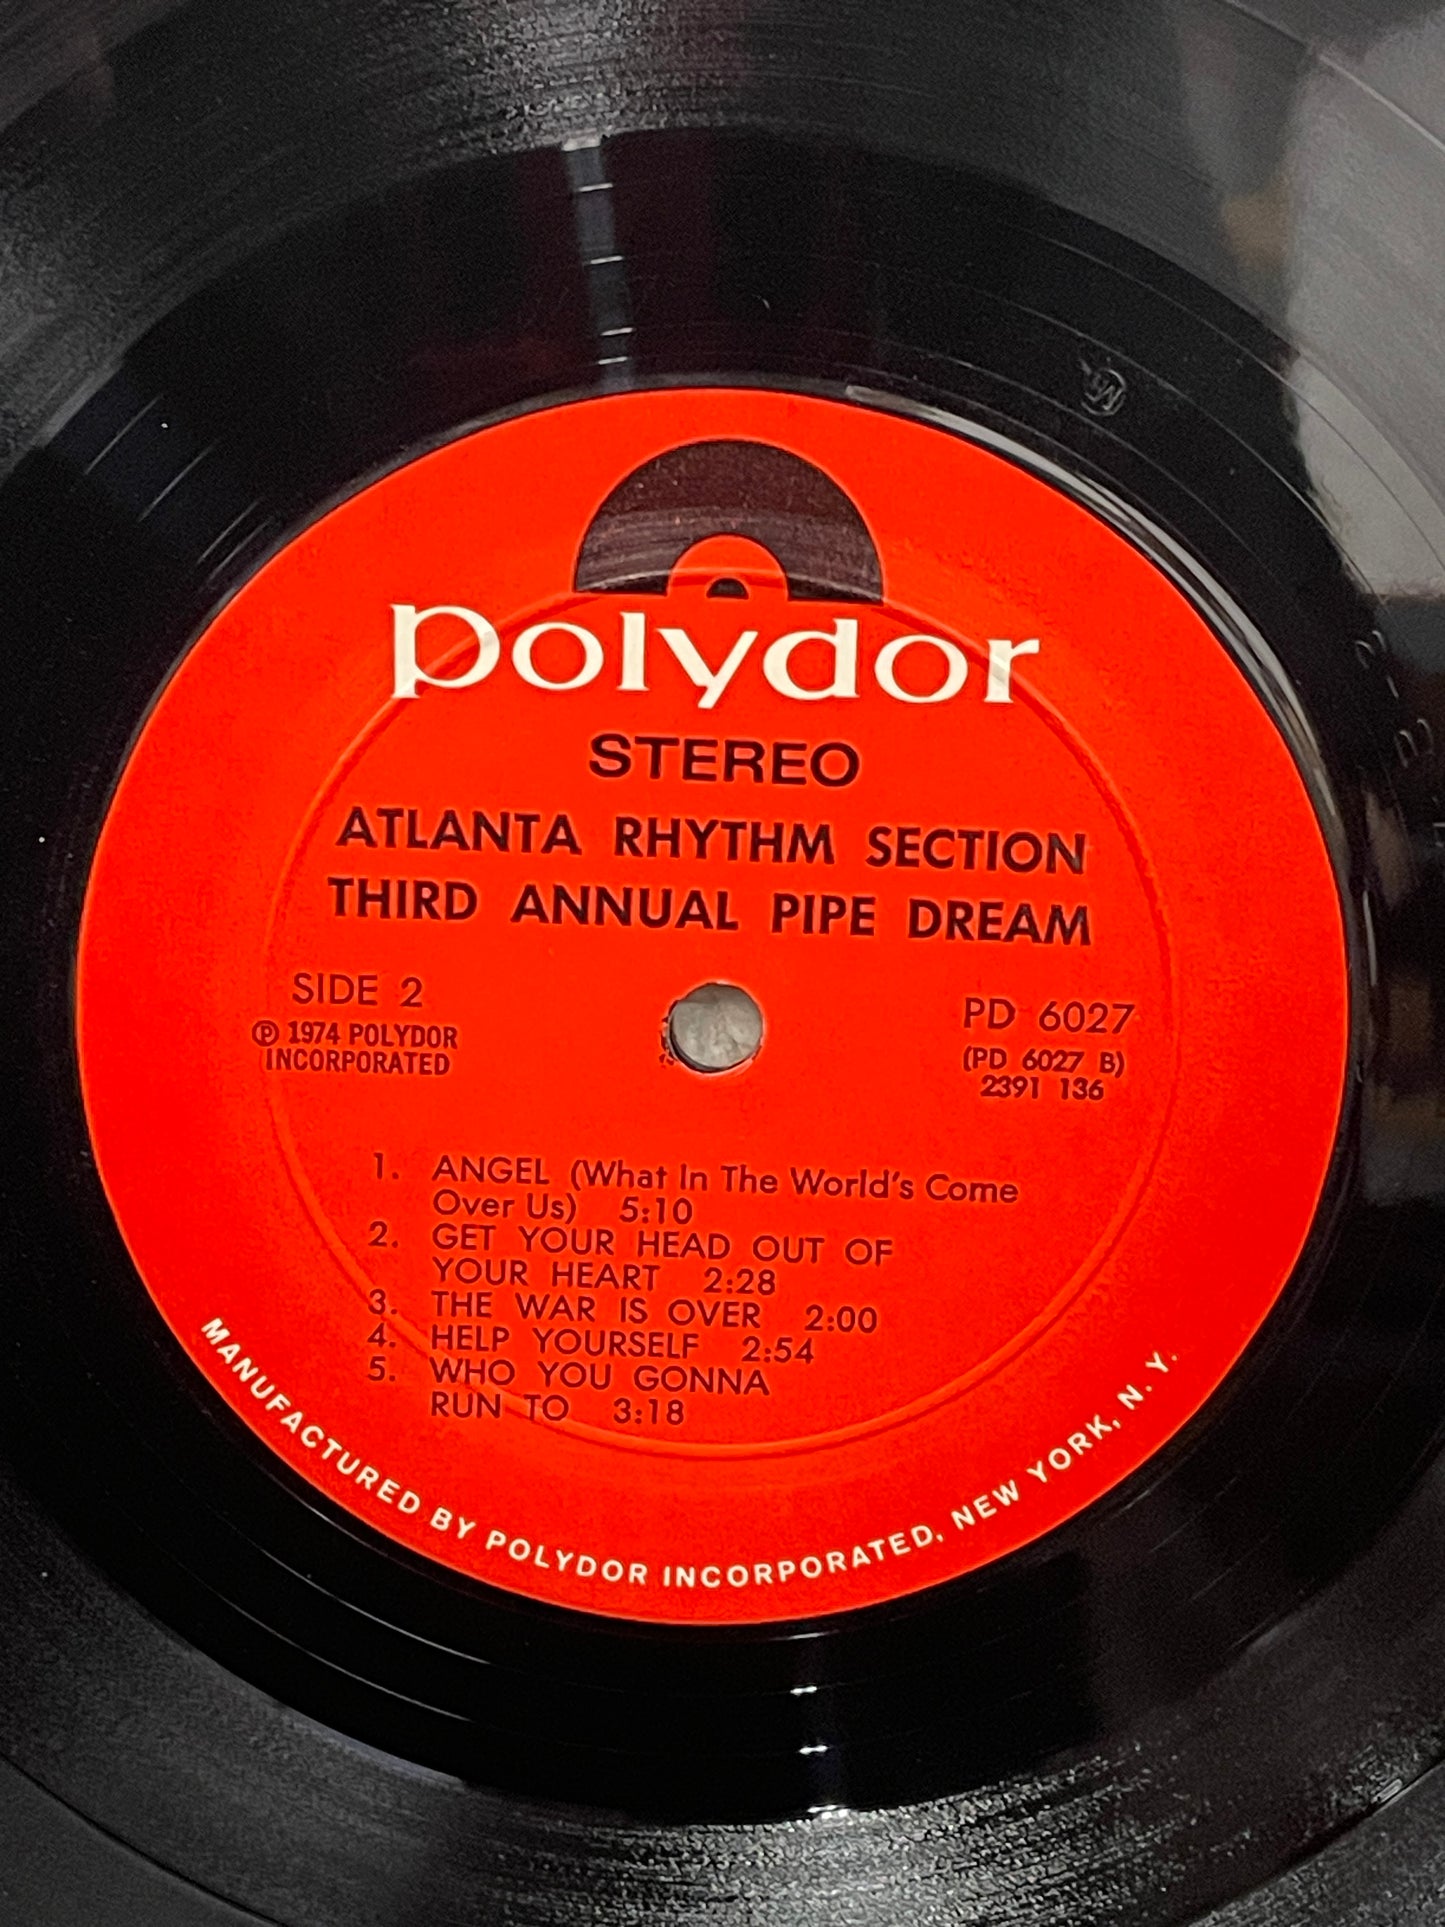 polydor
STEREO
ATLANTA RHYTHM SECTION
THIRD ANNUAL PIPE DREAM
SIDE 2
℗ 1974 POLYDOR
INCORPORATED
PD 6027
(PD 6027 B)
2391 136
1. ANGEL (What In The World's Come
Over Us) 5:10
2. GET YOUR HEAD OUT OF
YOUR HEART 2:28
3. THE WAR IS OVER 2:00
4. HELP YOURSELF 2:54
5. WHO YOU GONNA
RUN TO 3:18
MANUFACTURED BY POLYDOR INCORPORATED, NEW YORK, N. Y.